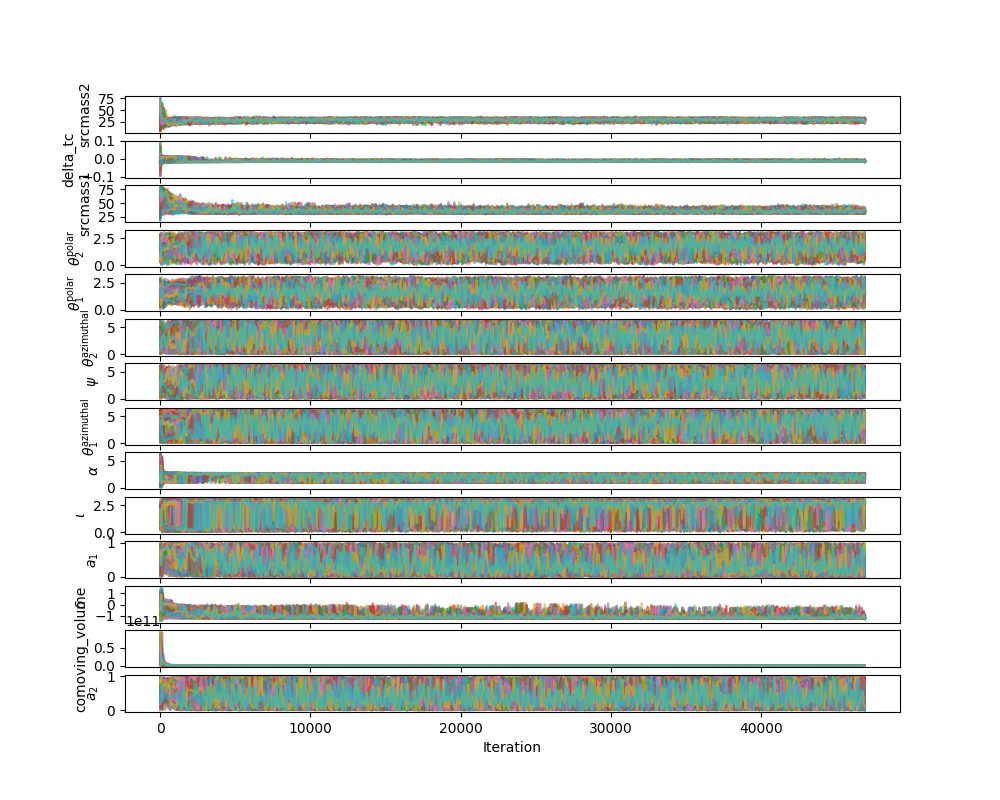 srcmass2
75
50
25
delta_tc
0.1
0.0
−0.1
srcmass1
75
50
25
θ₂^polar
2.5
0.0
θ₁^polar
2.5
0.0
θ₂^azimuthal
5
0
ψ
5
0
θ₁^azimuthal
5
0
α
5
0
ι
2.5
0.0
a₁
1
0
1
0
−1
comoving_volume
1e11
0.5
0.0
a₂
1
0
0 10000 20000 30000 40000
Iteration